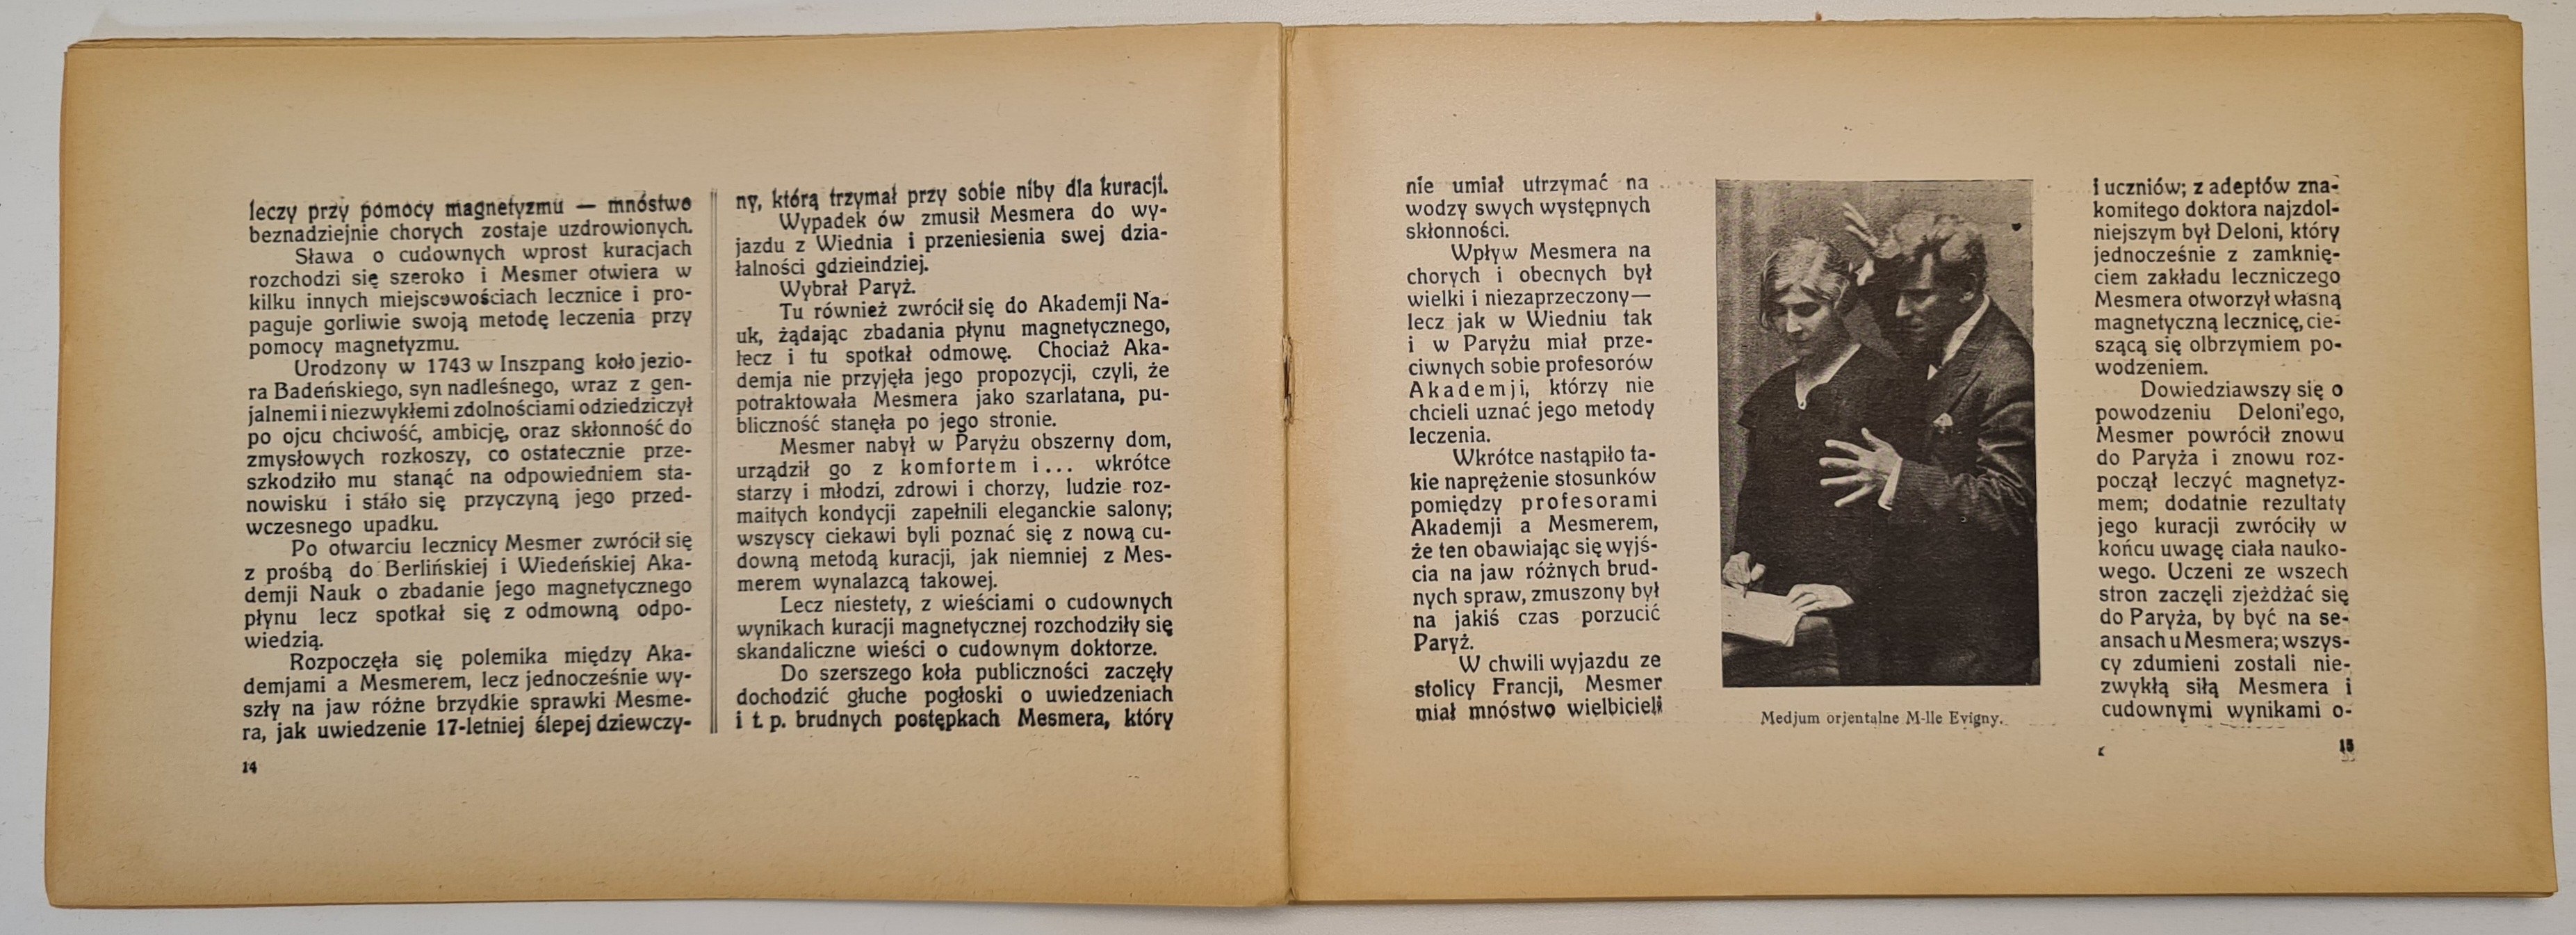 leczy przy pomocy magnetyzmu — mnóstwo
beznadziejnie chorych zostaje uzdrowionych.
Sława o cudownych wprost kuracjach
rozchodzi się szeroko i Mesmer otwiera w
kilku innych miejscowościach lecznice i pro-
paguje gorliwie swoją metodę leczenia przy
pomocy magnetyzmu.
Urodzony w 1743 w Inszpang koło jezio-
ra Badeńskiego, syn nadleśnego, wraz z gen-
jalnemi i niezwykłemi zdolnościami odziedziczył
po ojcu chciwość, ambicję, oraz skłonność do
zmysłowych rozkoszy, co ostatecznie prze-
szkodziło mu stanąć na odpowiedniem sta-
nowisku i stało się przyczyną jego przed-
wczesnego upadku.
Po otwarciu lecznicy Mesmer zwrócił się
z prośbą do Berlińskiej i Wiedeńskiej Aka-
demji Nauk o zbadanie jego magnetycznego
płynu lecz spotkał się z odmowną odpo-
wiedzią.
Rozpoczęła się polemika między Aka-
demjami a Mesmerem, lecz jednocześnie wy-
szły na jaw różne brzydkie sprawki Mesme-
ra, jak uwiedzenie 17-letniej ślepej dziewczy-
14
ny, którą trzymał przy sobie niby dla kuracji.
Wypadek ów zmusił Mesmera do wy-
jazdu z Wiednia i przeniesienia swej dzia-
łalności gdzieindziej.
Wybrał Paryż.
Tu również zwrócił się do Akademji Na-
uk, żądając zbadania płynu magnetycznego,
lecz i tu spotkał odmowę. Chociaż Aka-
demja nie przyjęła jego propozycji, czyli, że
potraktowała Mesmera jako szarlatana, pu-
bliczność stanęła po jego stronie.
Mesmer nabył w Paryżu obszerny dom,
urządził go z komfortem i... wkrótce
starzy i młodzi, zdrowi i chorzy, ludzie roz-
maitych kondycji zapełnili eleganckie salony;
wszyscy ciekawi byli poznać się z nową cu-
downą metodą kuracji, jak niemniej z Mes-
merem wynalazcą takowej.
Lecz niestety, z wieściami o cudownych
wynikach kuracji magnetycznej rozchodziły się
skandaliczne wieści o cudownym doktorze.
Do szerszego koła publiczności zaczęły
dochodzić głuche pogłoski o uwiedzeniach
i t. p. brudnych postępkach Mesmera, który
nie umiał utrzymać na
wodzy swych występnych
skłonności.
Wpływ Mesmera na
chorych i obecnych był
wielki i niezaprzeczony—
lecz jak w Wiedniu tak
i w Paryżu miał prze-
ciwnych sobie profesorów
Akademji, którzy nie
chcieli uznać jego metody
leczenia.
Wkrótce nastąpiło ta-
kie naprężenie stosunków
pomiędzy profesorami
Akademji a Mesmerem,
że ten obawiając się wyjś-
cia na jaw różnych brud-
nych spraw, zmuszony był
na jakiś czas porzucić
Paryż.
W chwili wyjazdu ze
stolicy Francji, Mesmer
miał mnóstwo wielbicieli
Medjum orjentalne M-lle Evigny.
i uczniów; z adeptów zna-
komitego doktora najzdol-
niejszym był Deloni, który
jednocześnie z zamknię-
ciem zakładu leczniczego
Mesmera otworzył własną
magnetyczną lecznicę, cie-
szącą się olbrzymiem po-
wodzeniem.
Dowiedziawszy się o
powodzeniu Deloni'ego,
Mesmer powrócił znowu
do Paryża i znowu roz-
począł leczyć magnetyz-
mem; dodatnie rezultaty
jego kuracji zwróciły w
końcu uwagę ciała nauko-
wego. Uczeni ze wszech
stron zaczęli zjeżdżać się
do Paryża, by być na se-
ansach u Mesmera; wszys-
cy zdumieni zostali nie-
zwykłą siłą Mesmera i
cudownymi wynikami o-
15